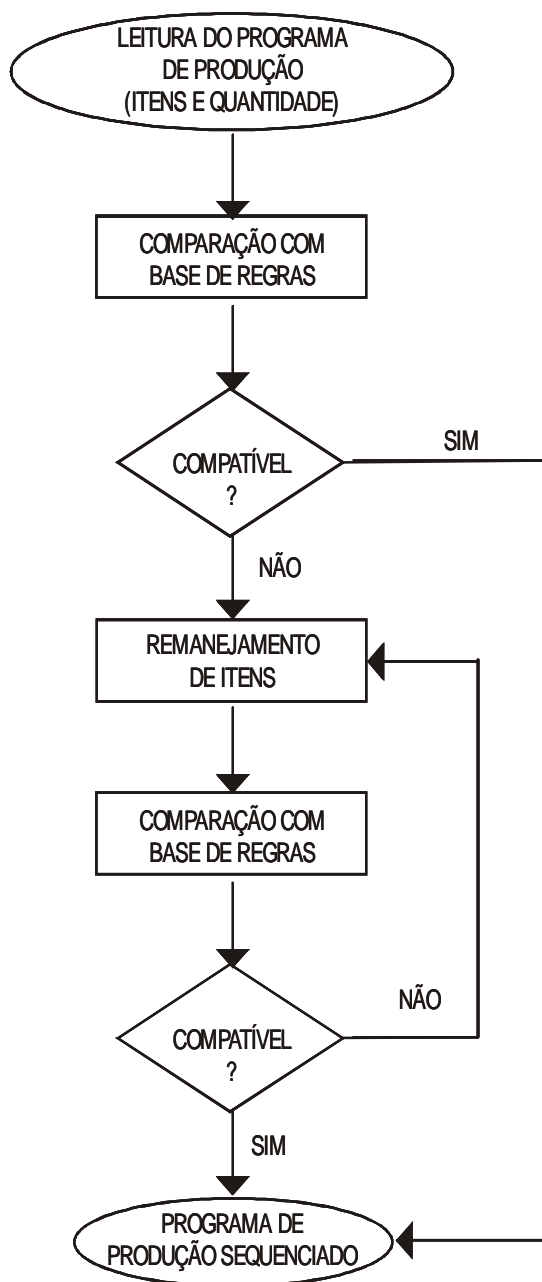 LEITURA DO PROGRAMA
DE PRODUÇÃO
(ITENS E QUANTIDADE)
COMPARAÇÃO COM
BASE DE REGRAS
COMPATÍVEL
?
SIM
NÃO
REMANEJAMENTO
DE ITENS
COMPARAÇÃO COM
BASE DE REGRAS
COMPATÍVEL
?
NÃO
SIM
PROGRAMA DE
PRODUÇÃO SEQUENCIADO